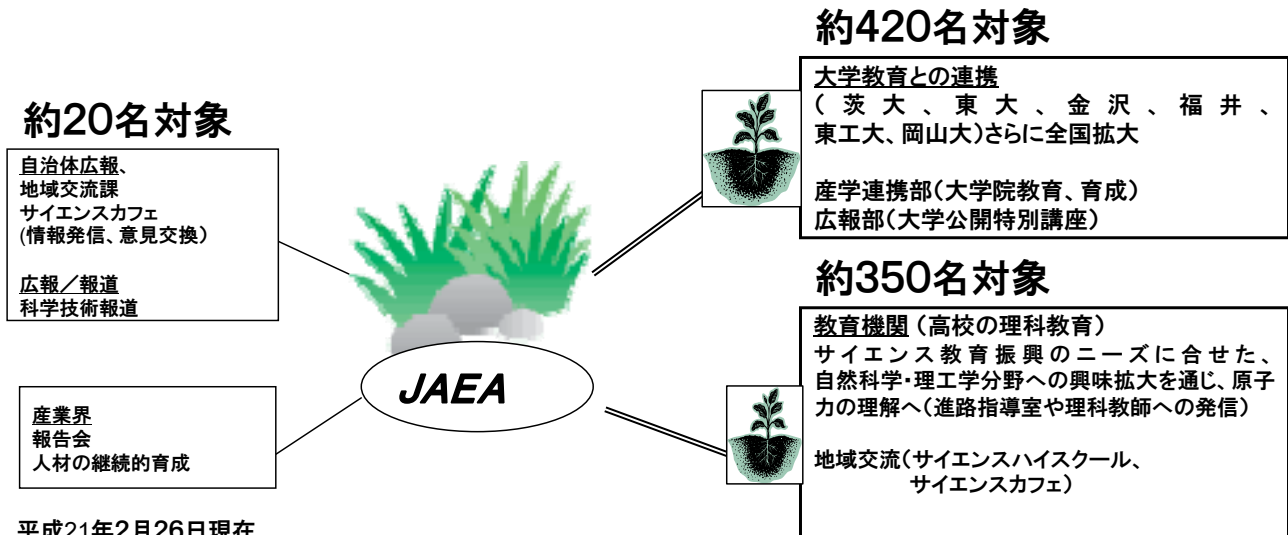 約20名対象
自治体広報、
地域交流課
サイエンスカフェ
(情報発信、意見交換）
広報／報道
科学技術報道
産業界
報告会
人材の継続的育成
平成21年2月26日現在
JAEA
約420名対象
大学教育との連携
（茨大、東大、金沢、福井、
東工大、岡山大）さらに全国拡大
産学連携部（大学院教育、育成）
広報部（大学公開特別講座）
約350名対象
教育機関（高校の理科教育）
サイエンス教育振興のニーズに合せた、
自然科学・理工学分野への興味拡大を通じ、原子
力の理解へ（進路指導室や理科教師への発信）
地域交流（サイエンスハイスクール、
サイエンスカフェ）